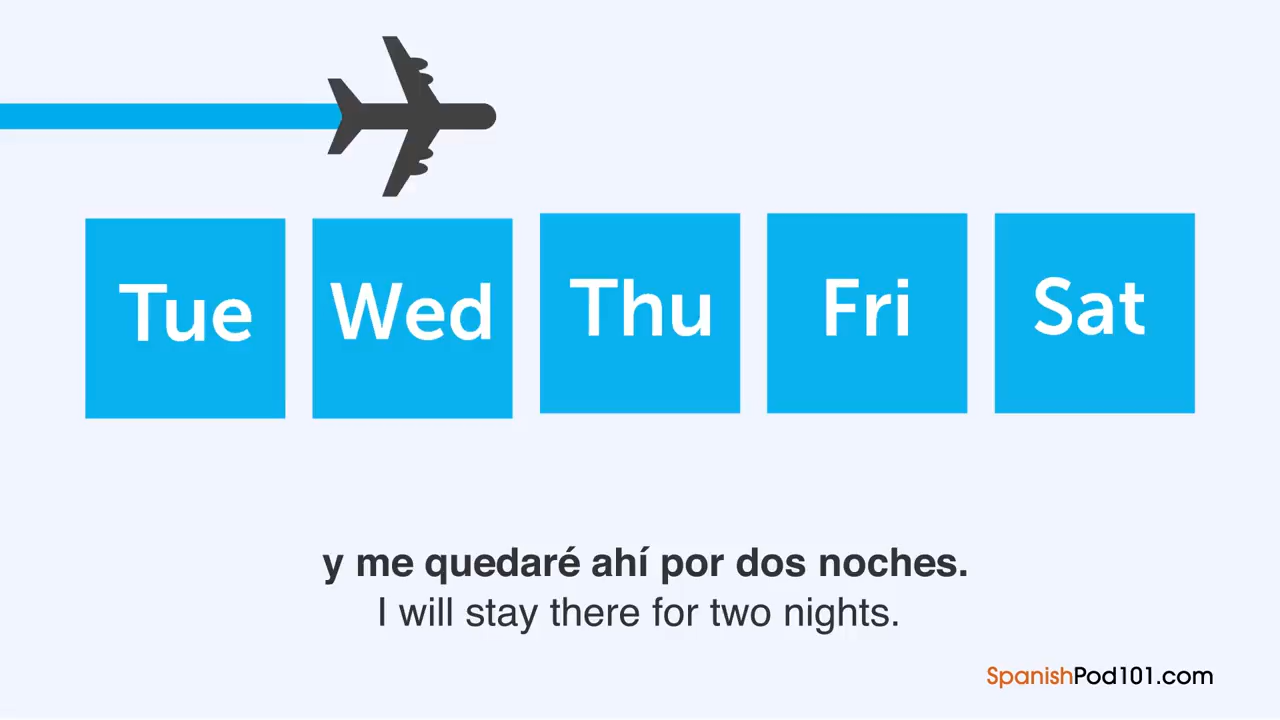 Tue Wed Thu Fri Sat
y me quedaré ahí por dos noches.
I will stay there for two nights.
SpanishPod101.com